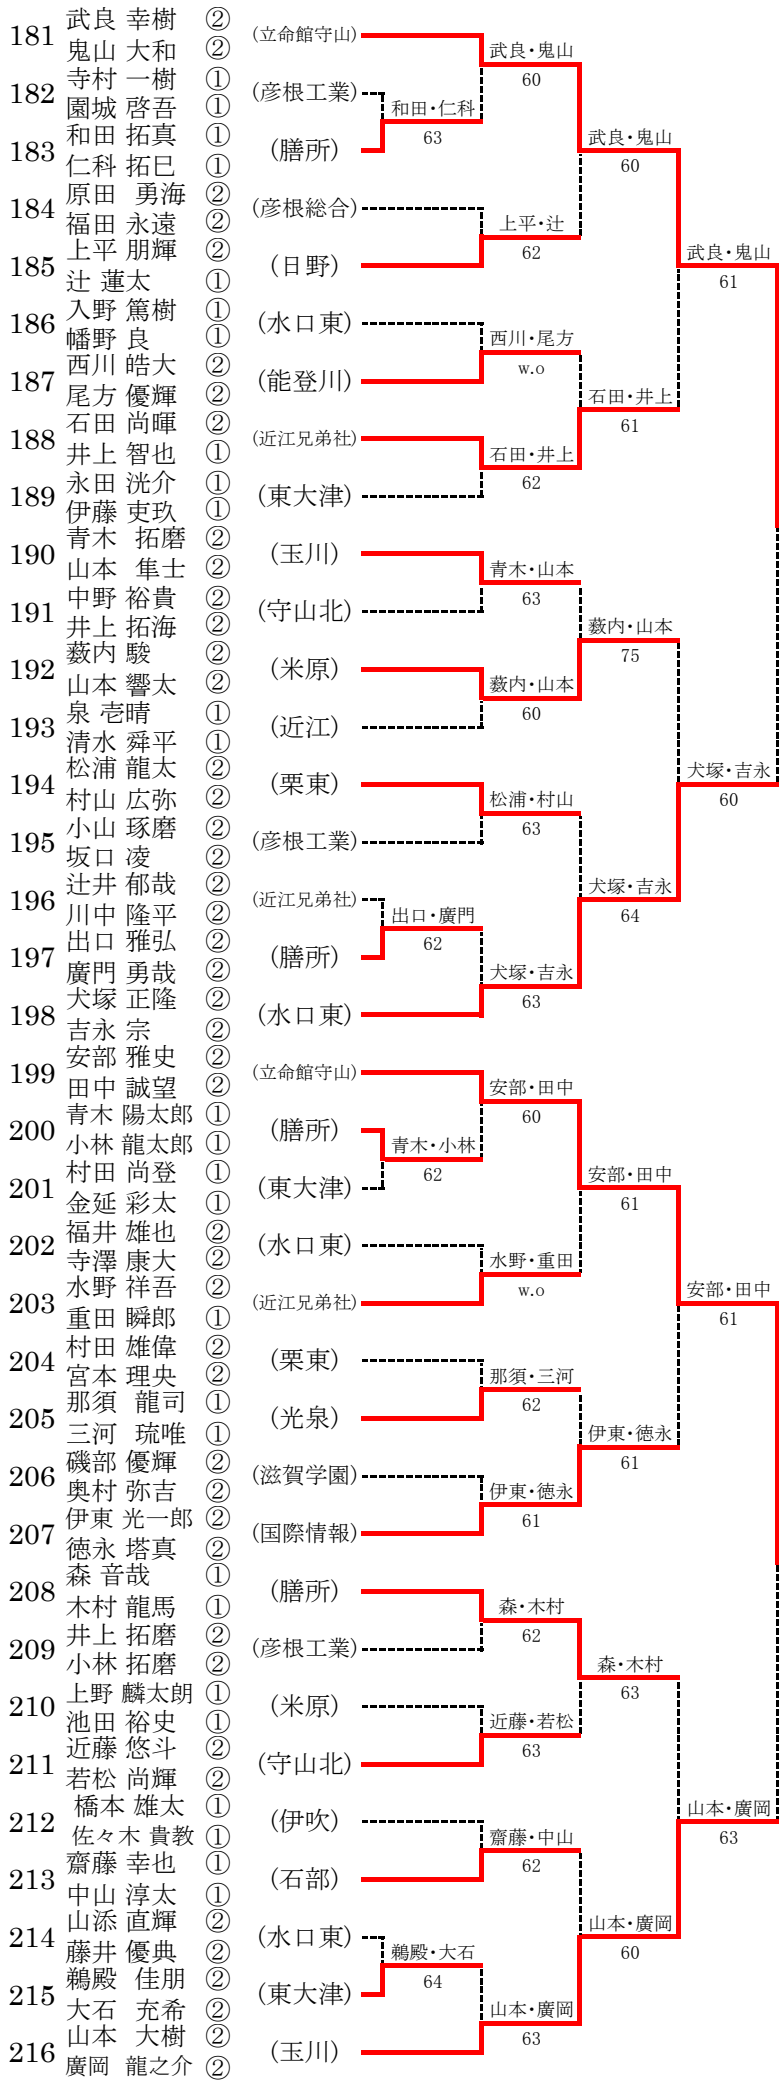 181 武良 幸樹 ② (立命館守山)
鬼山 大和 ②
182 寺村 一樹 ① (彦根工業)
園城 啓吾 ①
183 和田 拓真 ① (膳所)
仁科 拓巳 ①
184 原田 勇海 ② (彦根総合)
福田 永遠 ②
185 上平 朋輝 ② (日野)
辻 蓮太 ①
186 入野 篤樹 ① (水口東)
幡野 良 ①
187 西川 皓大 ② (能登川)
尾方 優輝 ②
188 石田 尚暉 ② (近江兄弟社)
井上 智也 ①
189 永田 洸介 ① (東大津)
伊藤 吏玖 ①
190 青木 拓磨 ② (玉川)
山本 隼士 ②
191 中野 裕貴 ② (守山北)
井上 拓海 ②
192 薮内 駿 ② (米原)
山本 響太 ②
193 泉 壱晴 ① (近江)
清水 舜平 ①
194 松浦 龍太 ② (栗東)
村山 広弥 ②
195 小山 琢磨 ② (彦根工業)
坂口 凌 ②
196 辻井 郁哉 ② (近江兄弟社)
川中 隆平 ②
197 出口 雅弘 ② (膳所)
廣門 勇哉 ②
198 犬塚 正隆 ② (水口東)
吉永 宗 ②
199 安部 雅史 ② (立命館守山)
田中 誠望 ②
200 青木 陽太郎 ① (膳所)
小林 龍太郎 ①
201 村田 尚登 ① (東大津)
金延 彩太 ①
202 福井 雄也 ② (水口東)
寺澤 康大 ②
203 水野 祥吾 ② (近江兄弟社)
重田 瞬郎 ①
204 村田 雄偉 ② (栗東)
宮本 理央 ②
205 那須 龍司 ① (光泉)
三河 琉唯 ①
206 磯部 優輝 ② (滋賀学園)
奥村 弥吉 ②
207 伊東 光一郎 ② (国際情報)
徳永 塔真 ②
208 森 音哉 ① (膳所)
木村 龍馬 ①
209 井上 拓磨 ② (彦根工業)
小林 拓磨 ②
210 上野 麟太朗 ① (米原)
池田 裕史 ①
211 近藤 悠斗 ② (守山北)
若松 尚輝 ②
212 橋本 雄太 ① (伊吹)
佐々木 貴教 ①
213 齋藤 幸也 ① (石部)
中山 淳太 ①
214 山添 直輝 ② (水口東)
藤井 優典 ②
215 鵜殿 佳朋 ② (東大津)
大石 充希 ②
216 山本 大樹 ② (玉川)
廣岡 龍之介 ②
和田・仁科
63
出口・廣門
62
青木・小林
62
鵜殿・大石
64
武良・鬼山
60
上平・辻
62
西川・尾方
w.o
石田・井上
62
青木・山本
63
薮内・山本
60
松浦・村山
63
犬塚・吉永
63
安部・田中
60
水野・重田
w.o
那須・三河
62
伊東・徳永
61
森・木村
62
近藤・若松
63
齋藤・中山
62
山本・廣岡
63
武良・鬼山
60
石田・井上
61
薮内・山本
75
犬塚・吉永
64
安部・田中
61
伊東・徳永
61
森・木村
63
山本・廣岡
60
武良・鬼山
61
犬塚・吉永
60
安部・田中
61
山本・廣岡
63